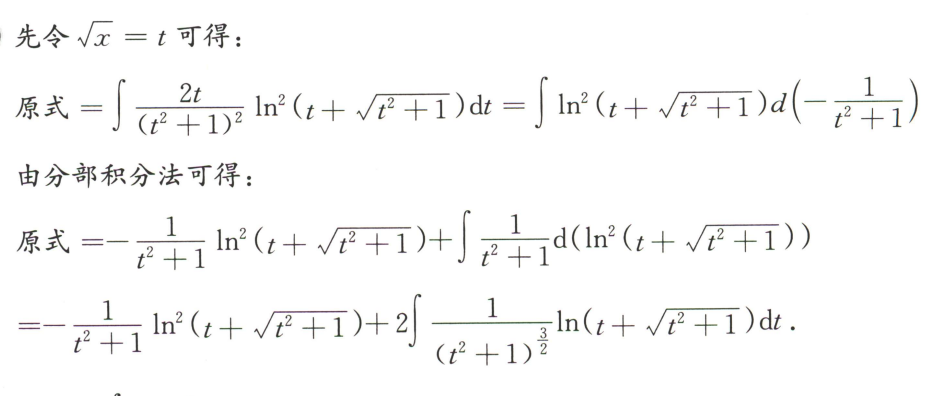 先令 √x = t 可得:
原式 = ∫ 2t/(t²+1)² ln²(t+√(t²+1))dt = ∫ ln²(t+√(t²+1))d(−1/(t²+1))
由分部积分法可得:
原式 =−1/(t²+1) ln²(t+√(t²+1))+∫ 1/(t²+1) d(ln²(t+√(t²+1)))
=−1/(t²+1) ln²(t+√(t²+1))+2∫ 1/(t²+1)^(3/2) ln(t+√(t²+1))dt.